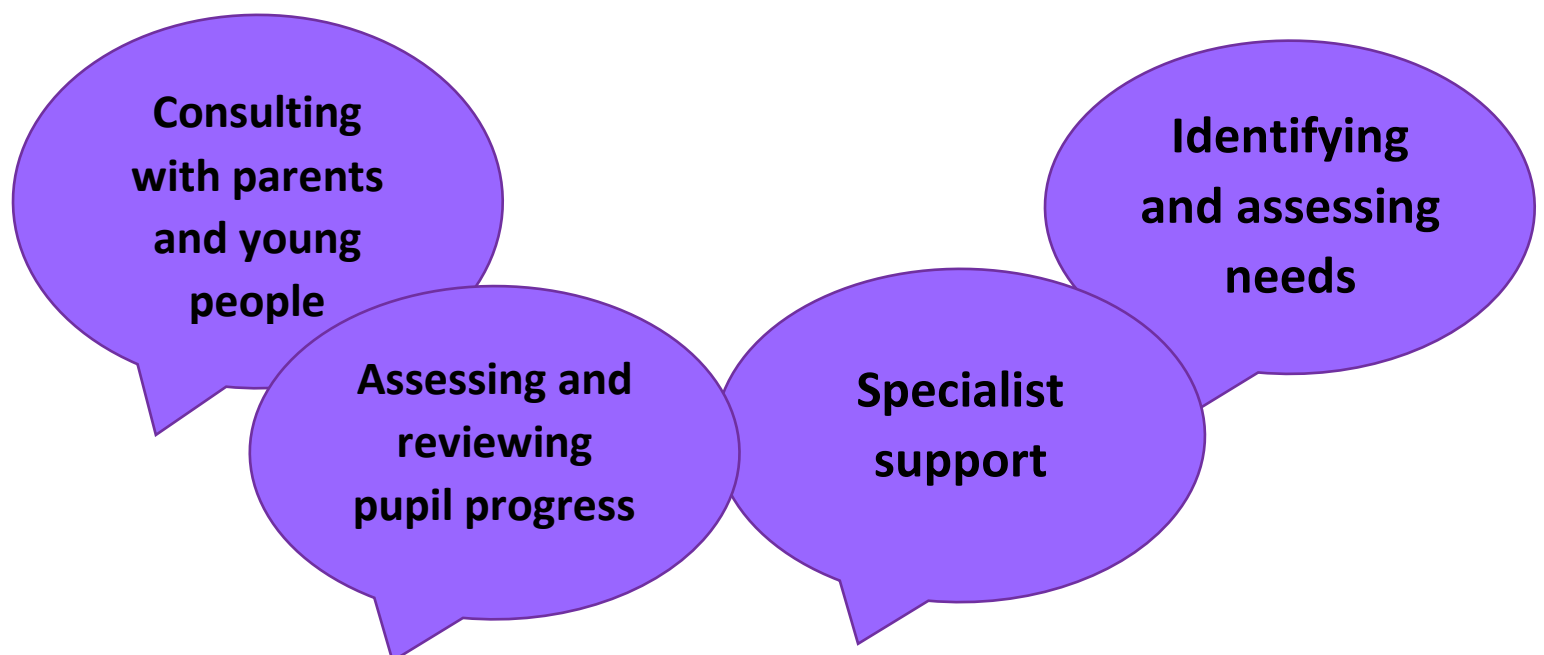 Consulting
with parents
and young
people
Assessing and
reviewing
pupil progress
Specialist
support
Identifying
and assessing
needs